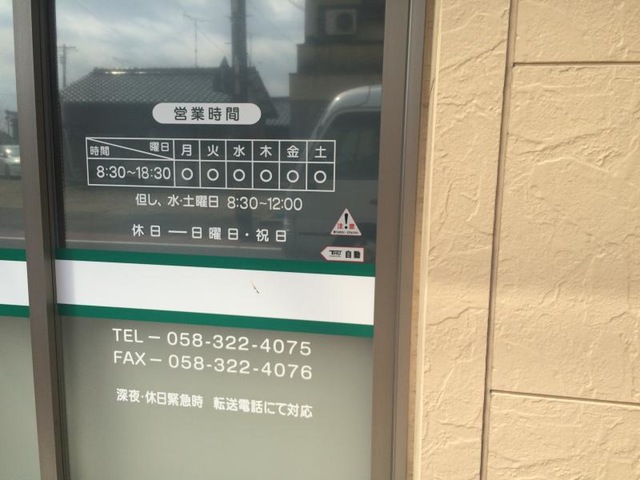 営業時間
時間 曜日 月 火 水 木 金 土
8:30~18:30 ○ ○ ○ ○ ○ ○
但し、水・土曜日 8:30~12:00
休日―日曜日・祝日
注意
自動
TEL－058-322-4075
FAX－058-322-4076
深夜・休日緊急時 転送電話にて対応